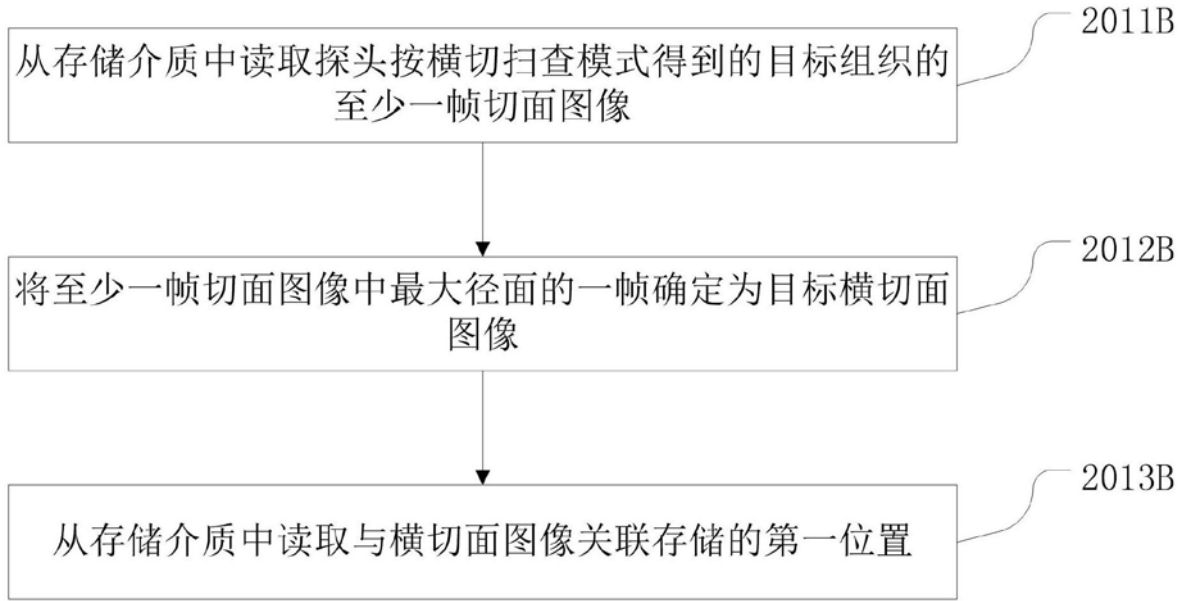 2011B
从存储介质中读取探头按横切扫查模式得到的目标组织的
至少一帧切面图像
2012B
将至少一帧切面图像中最大径面的一帧确定为目标横切面
图像
2013B
从存储介质中读取与横切面图像关联存储的第一位置